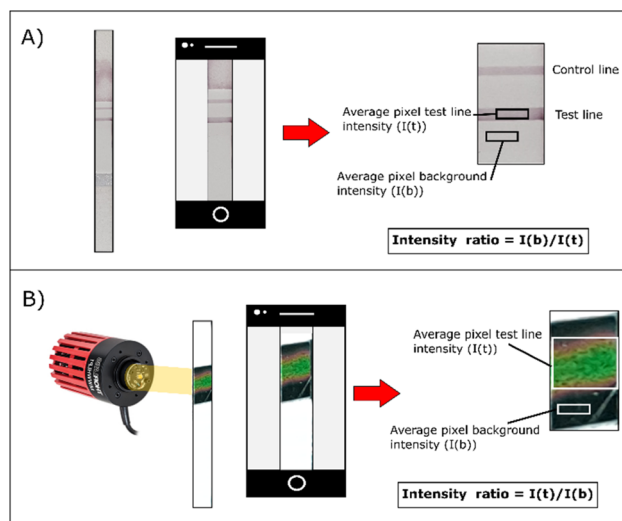 A)
Control line
Average pixel test line
intensity (I(t))
Test line
Average pixel background
intensity (I(b))
Intensity ratio = I(b)/I(t)
B)
Average pixel test line
intensity (I(t))
Average pixel background
intensity (I(b))
Intensity ratio = I(t)/I(b)